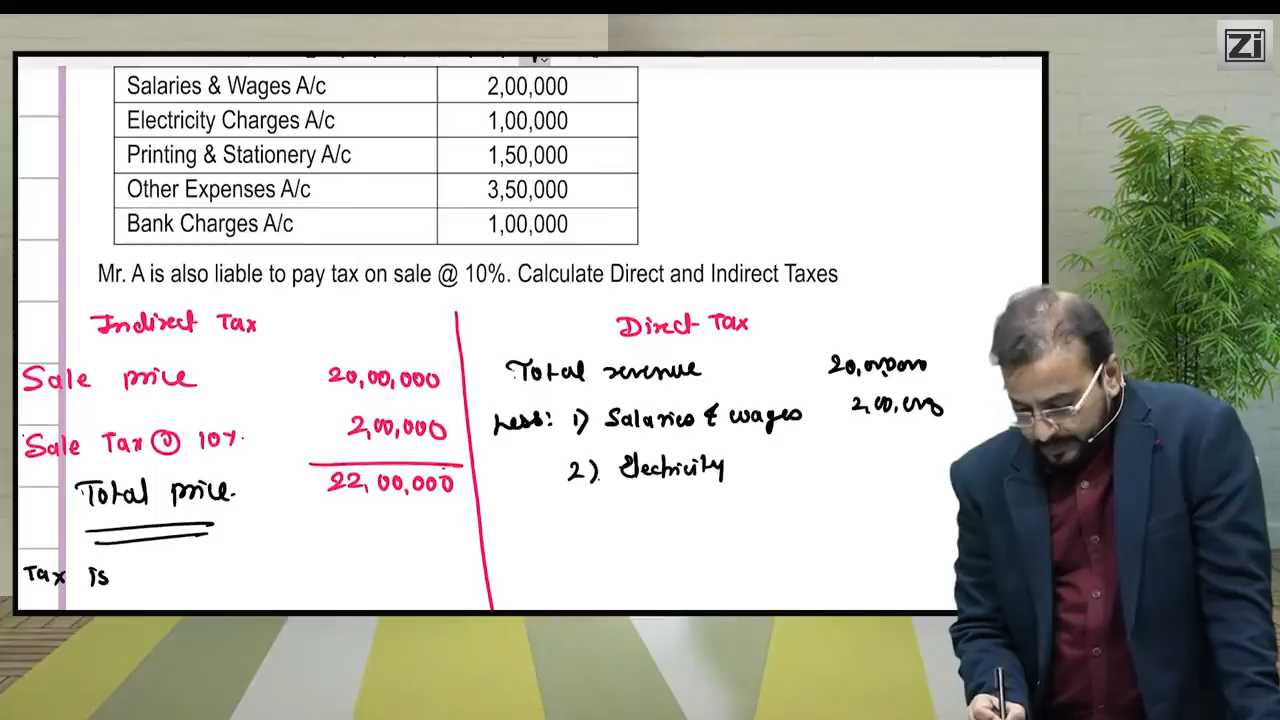 Zi
Salaries & Wages A/c 2,00,000
Electricity Charges A/c 1,00,000
Printing & Stationery A/c 1,50,000
Other Expenses A/c 3,50,000
Bank Charges A/c 1,00,000
Mr. A is also liable to pay tax on sale @ 10%. Calculate Direct and Indirect Taxes
Indirect Tax
Sale price 20,00,000
Sale Tax @ 10%. 2,00,000
Total price. 22,00,000
Tax is
Direct Tax
Total revenue 20,00,000
Less: 1) Salaries & wages 2,00,000
2) Electricity